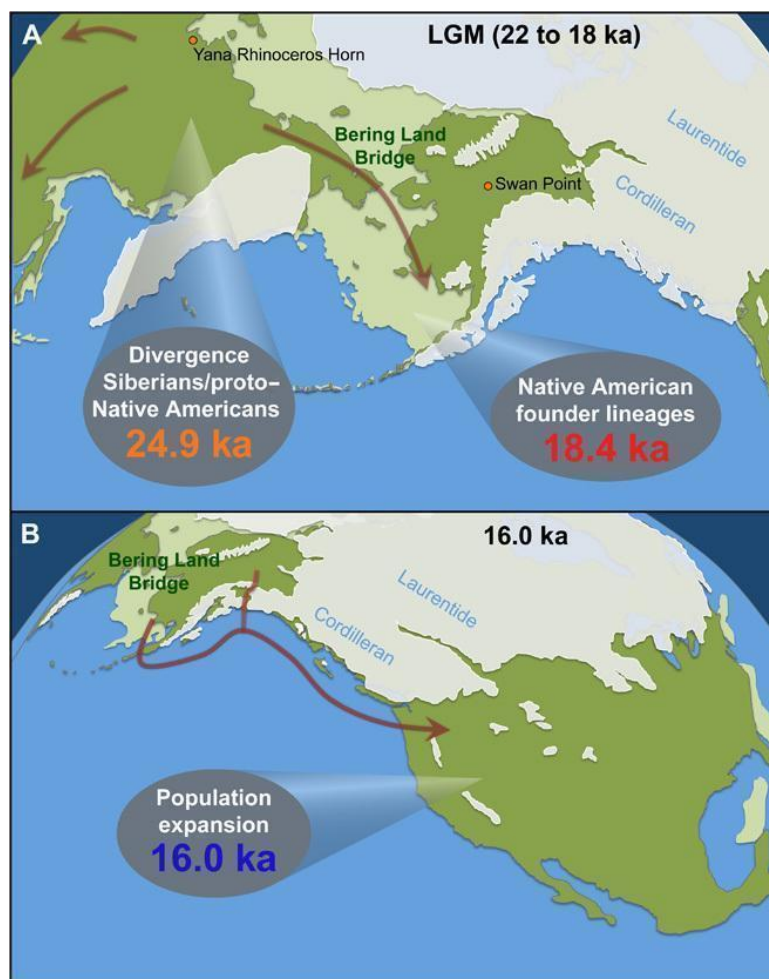 A
LGM (22 to 18 ka)
Yana Rhinoceros Horn
Bering Land
Bridge
Laurentide
Cordilleran
Swan Point
Divergence
Siberians/proto–
Native Americans
24.9 ka
Native American
founder lineages
18.4 ka
B
16.0 ka
Bering Land
Bridge
Laurentide
Cordilleran
Population
expansion
16.0 ka